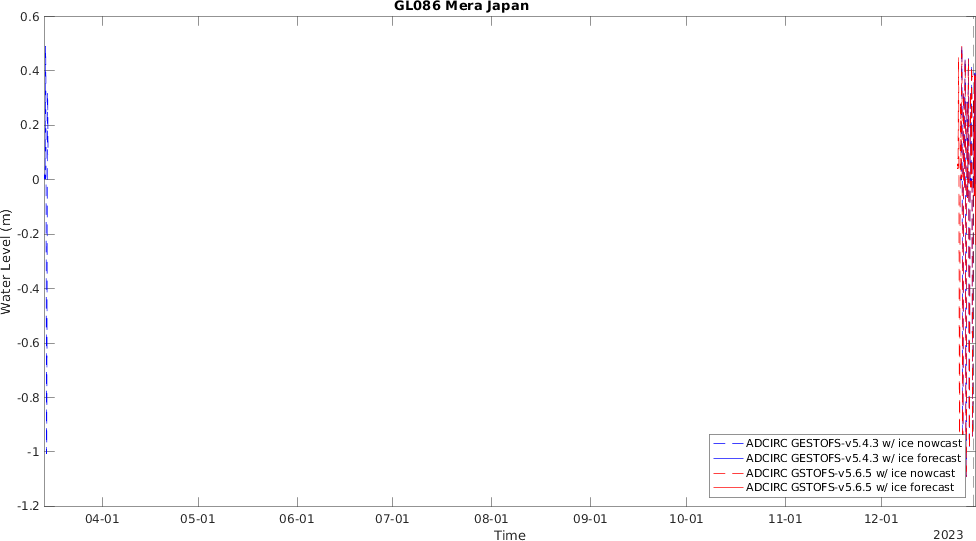 GL086 Mera Japan
0.6
0.4
0.2
0
-0.2
-0.4
-0.6
-0.8
-1
-1.2
Water Level (m)
04-01 05-01 06-01 07-01 08-01 09-01 10-01 11-01 12-01
Time
2023
ADCIRC GESTOFS-v5.4.3 w/ ice nowcast
ADCIRC GESTOFS-v5.4.3 w/ ice forecast
ADCIRC GSTOFS-v5.6.5 w/ ice nowcast
ADCIRC GSTOFS-v5.6.5 w/ ice forecast